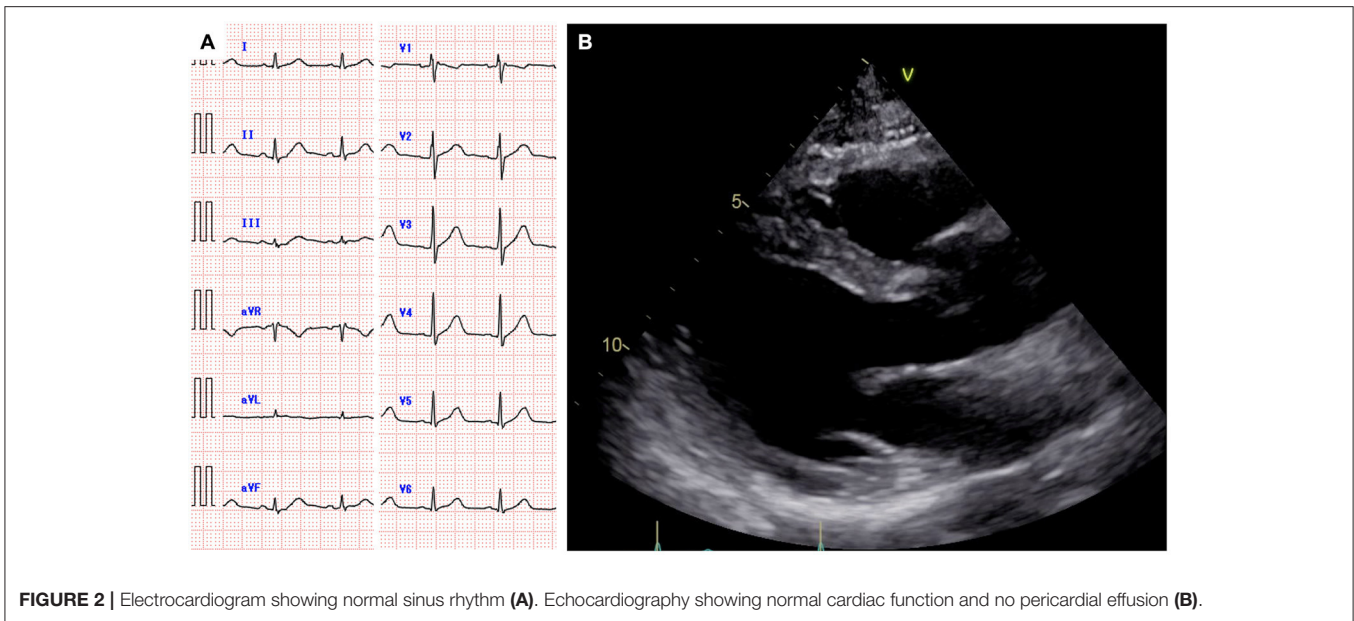 A
I
II
III
aVR
aVL
aVF
V1
V2
V3
V4
V5
V6
B
V
5
10
FIGURE 2 | Electrocardiogram showing normal sinus rhythm (A). Echocardiography showing normal cardiac function and no pericardial effusion (B).